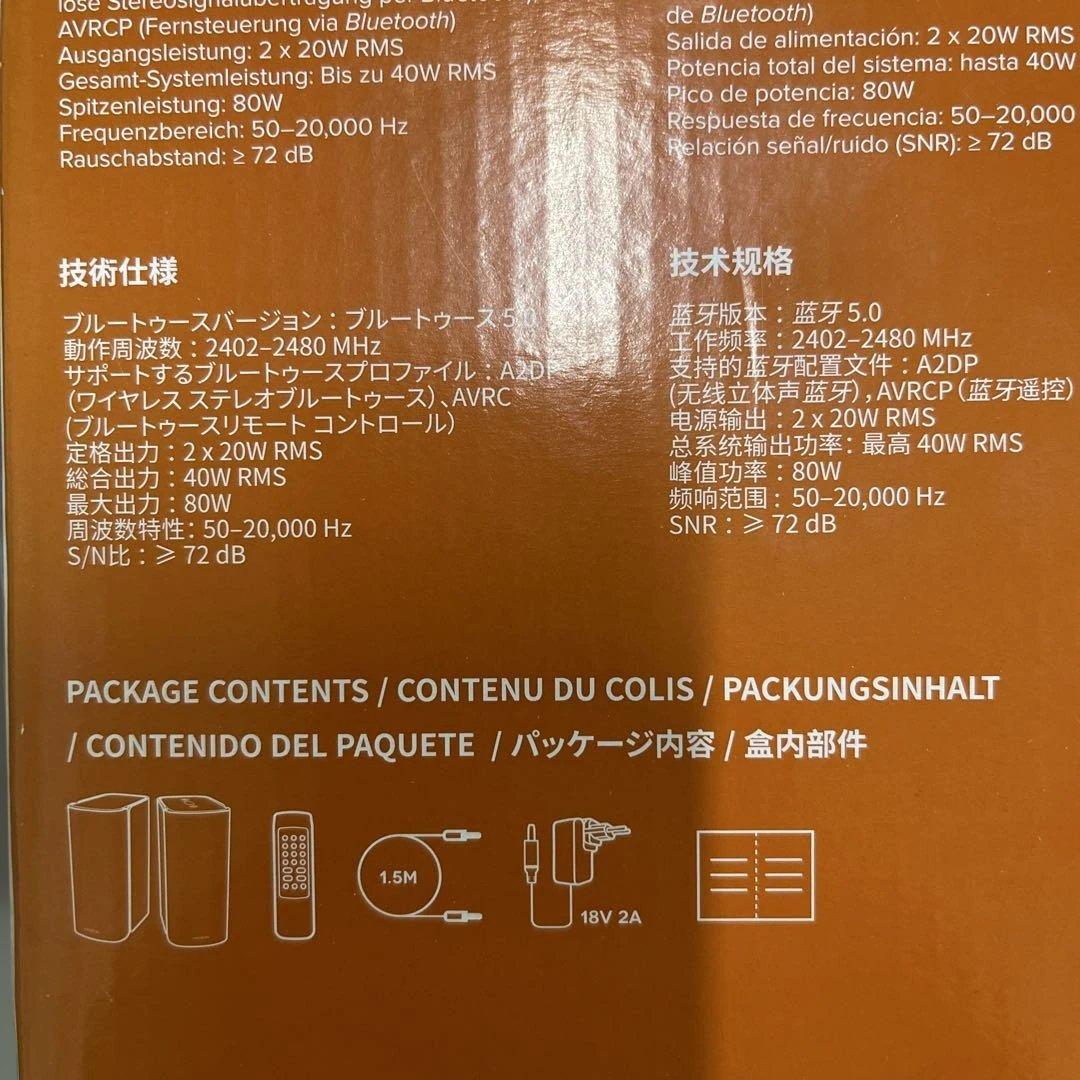 AVRCP (Fernsteuerung via Bluetooth)
Ausgangsleistung: 2 x 20W RMS
Gesamt-Systemleistung: Bis zu 40W RMS
Spitzenleistung: 80W
Frequenzbereich: 50–20,000 Hz
Rauschabstand: ≥ 72 dB
de Bluetooth)
Salida de alimentación: 2 x 20W RMS
Potencia total del sistema: hasta 40W
Pico de potencia: 80W
Respuesta de frecuencia: 50–20,000
Relación señal/ruido (SNR): ≥ 72 dB
技術仕様
ブルートゥースバージョン：ブルートゥース 5.0
動作周波数：2402–2480 MHz
サポートするブルートゥースプロファイル：A2DP
(ワイヤレス ステレオブルートゥース)、AVRC
(ブルートゥースリモート コントロール)
定格出力：2 x 20W RMS
総合出力：40W RMS
最大出力：80W
周波数特性：50–20,000 Hz
S/N比：≥ 72 dB
技术规格
蓝牙版本：蓝牙 5.0
工作频率：2402–2480 MHz
支持的蓝牙配置文件：A2DP
(无线立体声蓝牙)，AVRCP (蓝牙遥控)
电源输出：2 x 20W RMS
总系统输出功率：最高 40W RMS
峰值功率：80W
频响范围：50–20,000 Hz
SNR：≥ 72 dB
PACKAGE CONTENTS / CONTENU DU COLIS / PACKUNGSINHALT
/ CONTENIDO DEL PAQUETE / パッケージ内容 / 盒内部件
1.5M
18V 2A